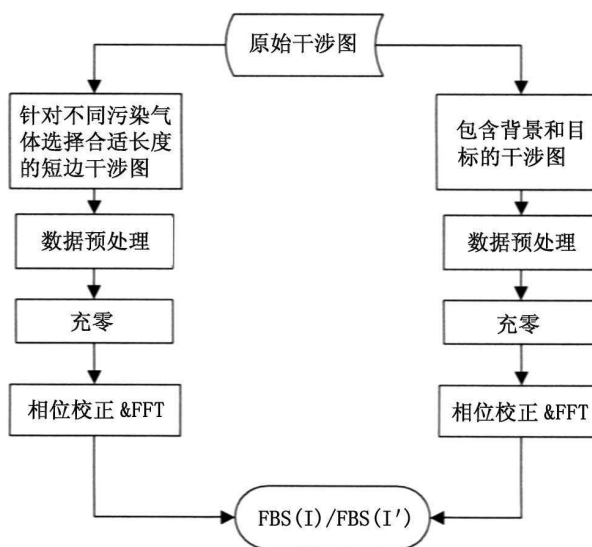 原始干涉图
针对不同污染气
体选择合适长度
的短边干涉图
数据预处理
充零
相位校正&FFT
包含背景和目
标的干涉图
数据预处理
充零
相位校正&FFT
FBS(I)/FBS(I′)